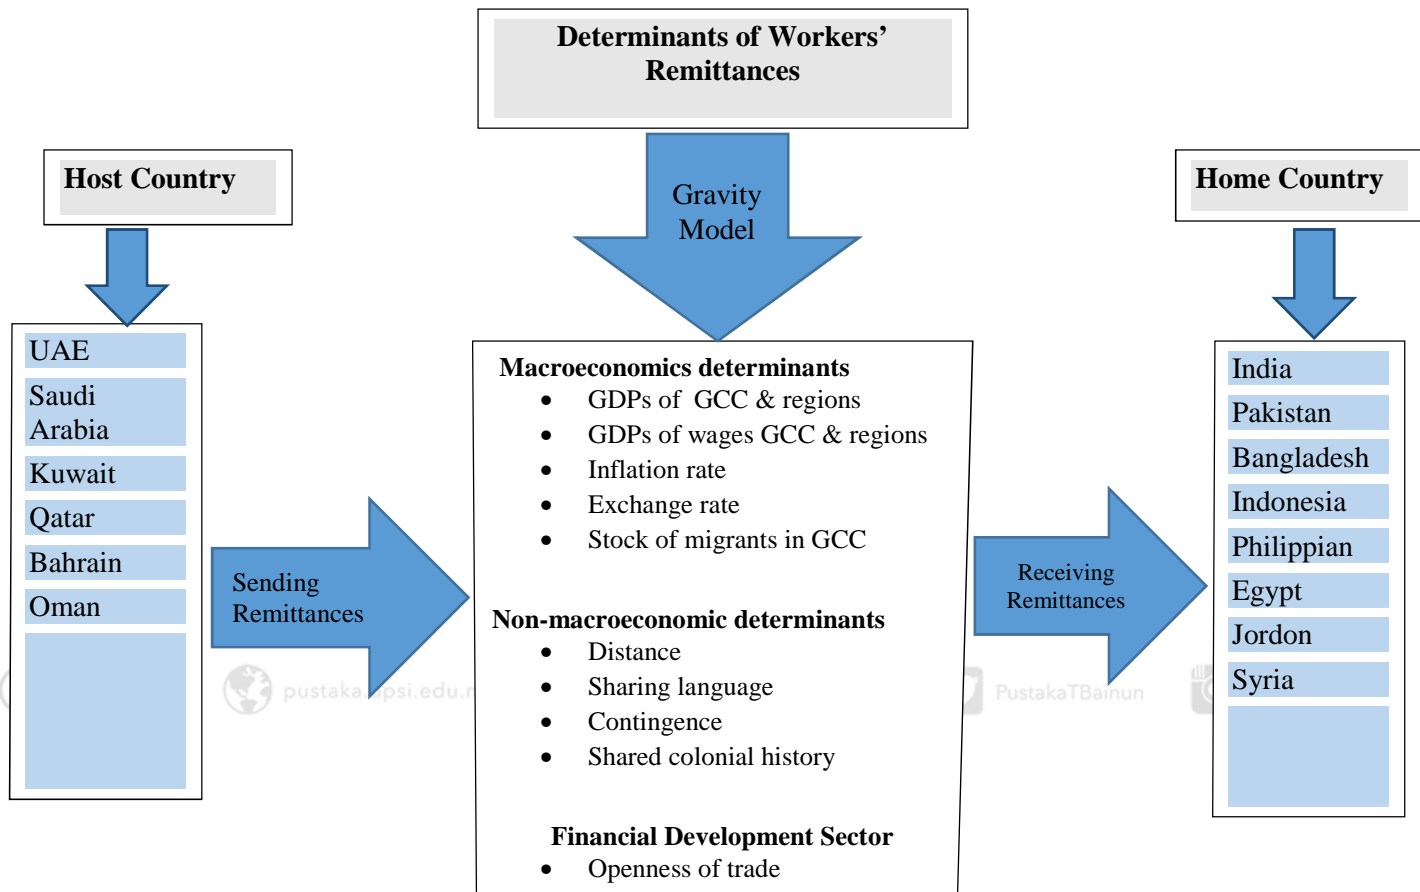 Determinants of Workers’
Remittances
Gravity
Model
Host Country
UAE
Saudi
Arabia
Kuwait
Qatar
Bahrain
Oman
Sending
Remittances
Macroeconomics determinants
• GDPs of GCC & regions
• GDPs of wages GCC & regions
• Inflation rate
• Exchange rate
• Stock of migrants in GCC
Non-macroeconomic determinants
• Distance
• Sharing language
• Contingence
• Shared colonial history
Financial Development Sector
• Openness of trade
Receiving
Remittances
Home Country
India
Pakistan
Bangladesh
Indonesia
Philippian
Egypt
Jordon
Syria
PustakaTBainun